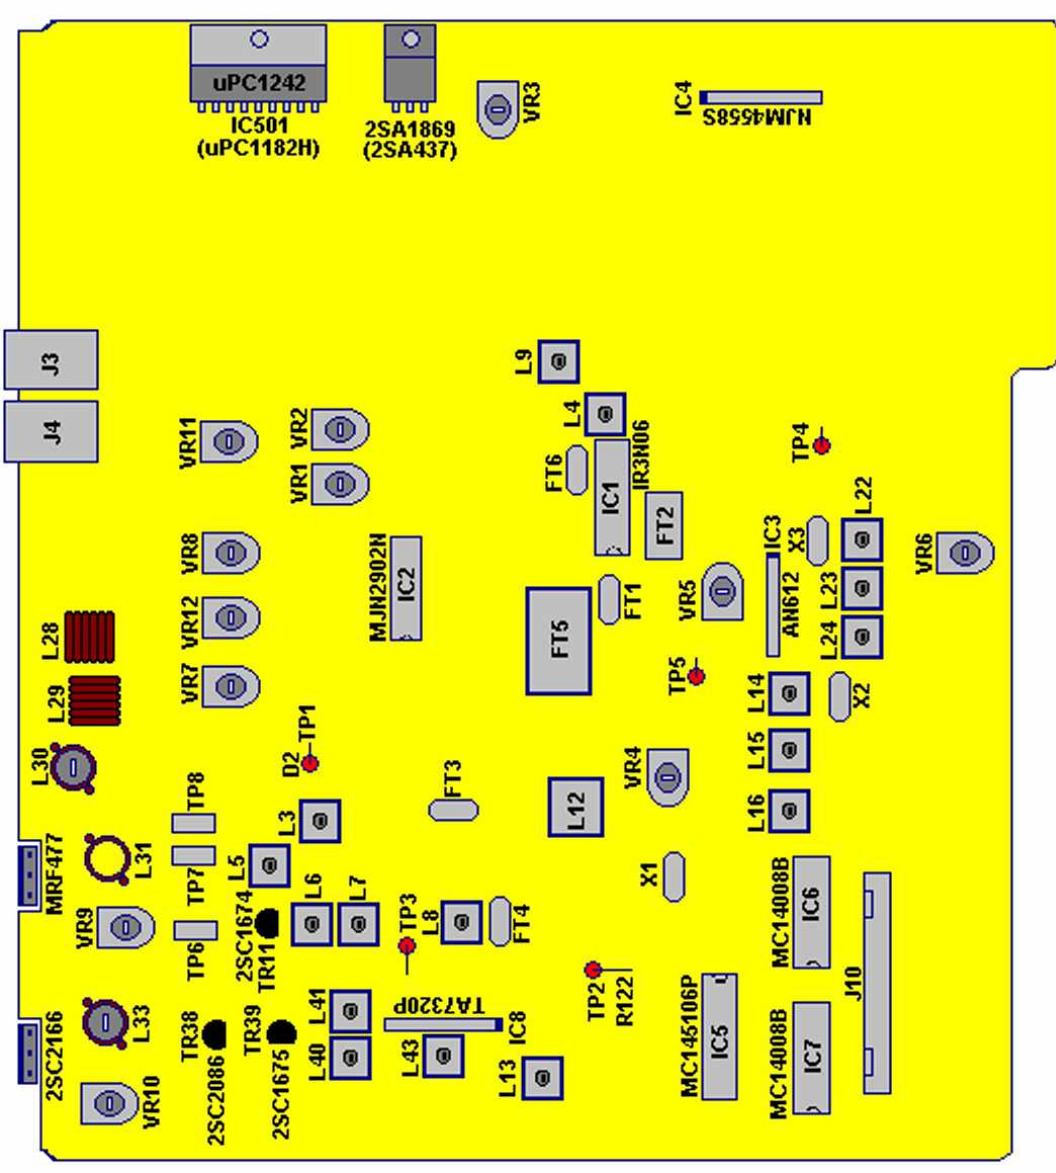 uPC1242
IC501
(uPC1182H)
2SA1869
(2SA437)
VR3
IC4
NJM4558S
J3
J4
L9
L4
VR11
VR2
VR1
FT6
IC1
IR3N06
FT2
TP4
VR8
MJN2902N
IC2
L28
VR12
FT5
FT1
VR5
IC3
AN612
X3
L22
L23
L24
VR6
L29
VR7
TP5
L14
X2
L30
D2
TP1
L15
TP8
L3
FT3
L12
VR4
L16
MRF477
L31
TP7
L5
X1
VR9
TP6
2SC1674
TR11
L6
L7
TP3
L8
FT4
MC14008B
IC6
J10
2SC2166
L33
TR38
2SC2086
TR39
2SC1675
L41
L40
TA7320P
IC8
L43
TP2
R122
MC145106P
IC5
MC14008B
IC7
VR10
L13